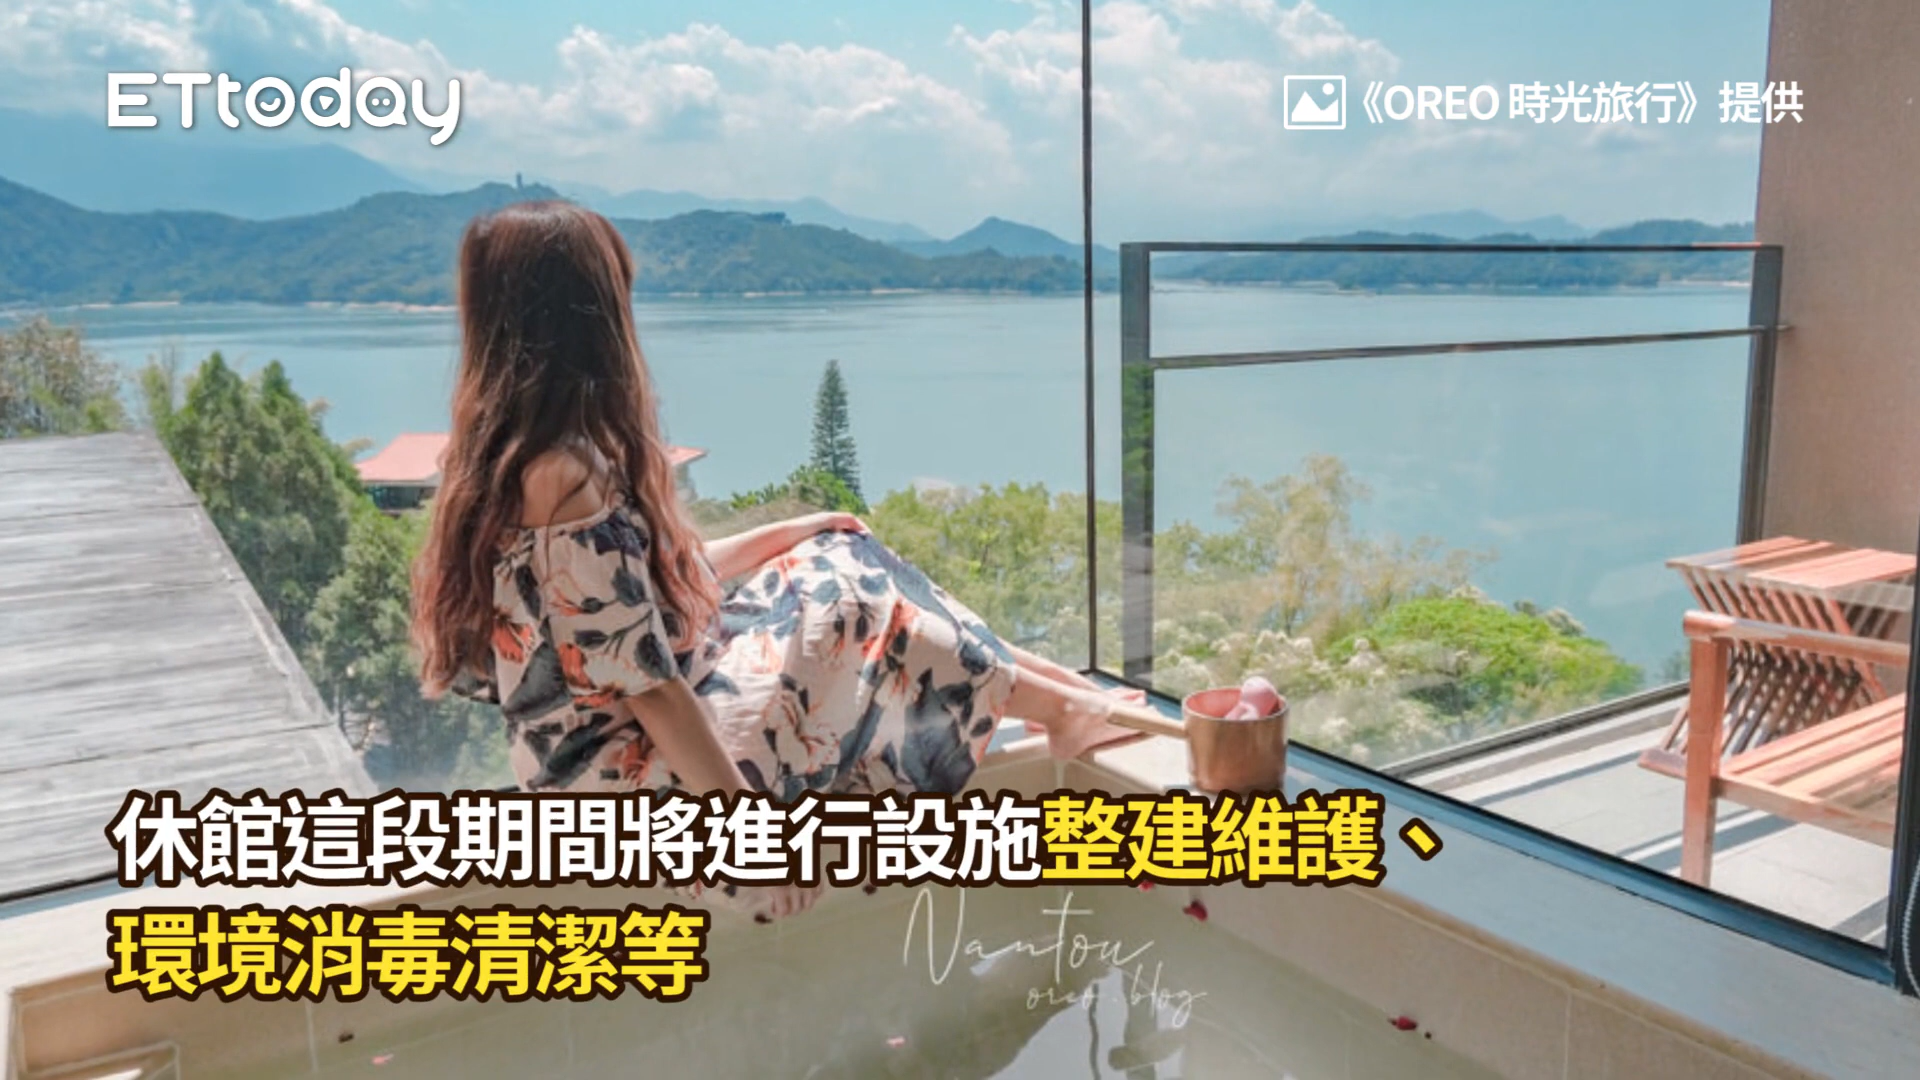 ETtoday
《OREO 時光旅行》提供
休館這段期間將進行設施整建維護、
環境消毒清潔等
Nantou
oreo.blog